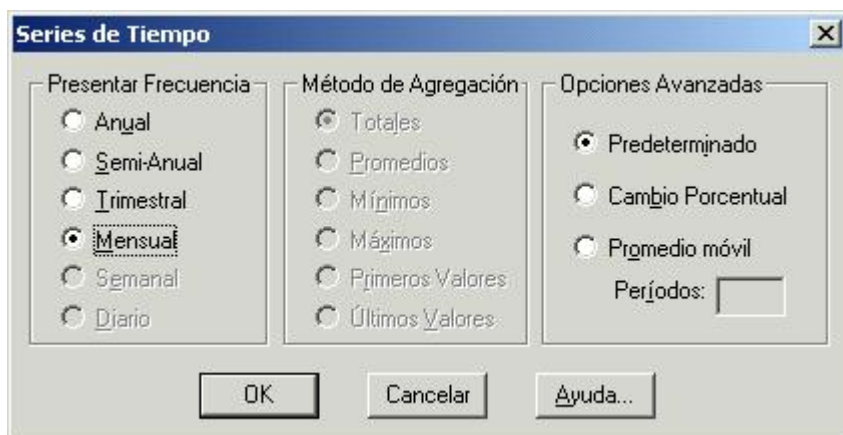 Series de Tiempo
Presentar Frecuencia
Anual
Semi-Anual
Trimestral
Mensual
Semanal
Diario
Método de Agregación
Totales
Promedios
Mínimos
Máximos
Primeros Valores
Últimos Valores
Opciones Avanzadas
Predeterminado
Cambio Porcentual
Promedio móvil
Períodos:
OK
Cancelar
Ayuda...